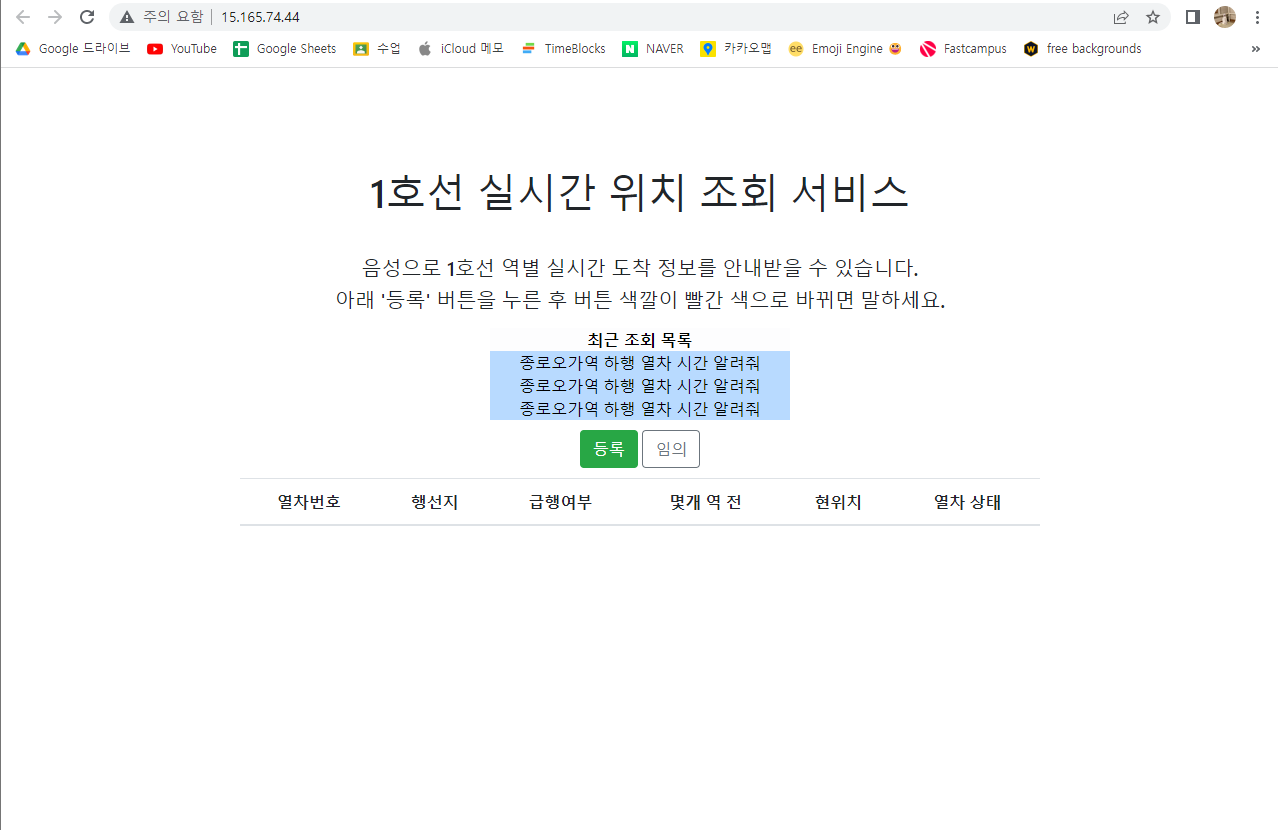 주의 요함 | 15.165.74.44
Google 드라이브 YouTube Google Sheets 수업 iCloud 메모 TimeBlocks NAVER 카카오맵 Emoji Engine Fastcampus free backgrounds »
1호선 실시간 위치 조회 서비스
음성으로 1호선 역별 실시간 도착 정보를 안내받을 수 있습니다.
아래 '등록' 버튼을 누른 후 버튼 색깔이 빨간 색으로 바뀌면 말하세요.
최근 조회 목록
종로오가역 하행 열차 시간 알려줘
종로오가역 하행 열차 시간 알려줘
종로오가역 하행 열차 시간 알려줘
등록 임의
열차번호 행선지 급행여부 몇개 역 전 현위치 열차 상태